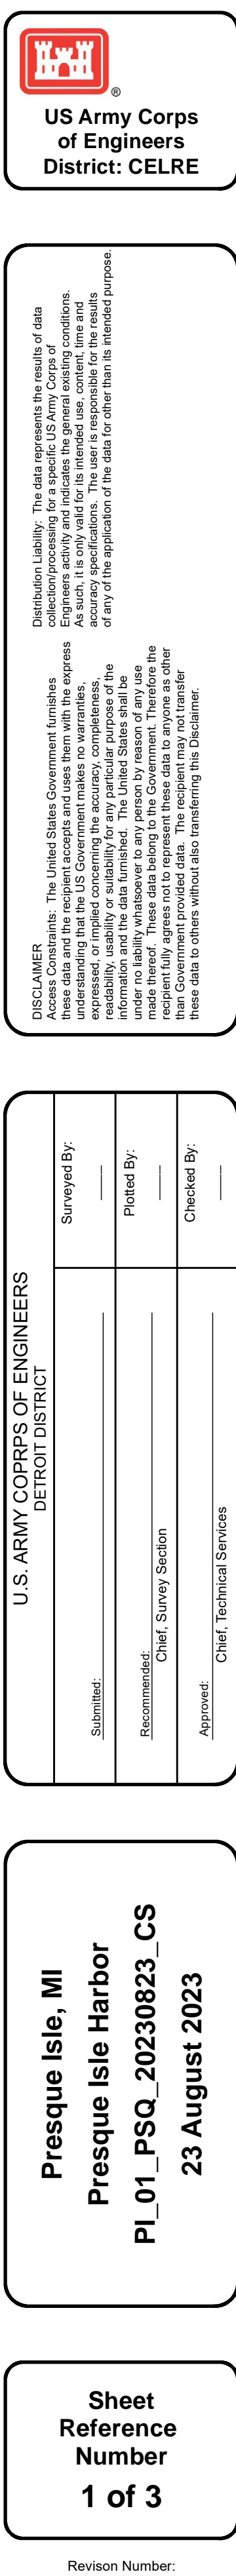 ®
US Army Corps
of Engineers
District: CELRE
DISCLAIMER
Access Constraints: The United States Government furnishes
these data and the recipient accepts and uses them with the express
understanding that the US Government makes no warranties,
expressed, or implied concerning the accuracy, completeness,
readability, usability or suitability for any particular purpose of the
information and the data furnished. The United States shall be
under no liability whatsoever to any person by reason of any use
made thereof. These data belong to the Government. Therefore the
recipient fully agrees not to represent these data to anyone as other
than Government provided data. The recipient may not transfer
these data to others without also transferring this Disclaimer.
Distribution Liability: The data represents the results of data
collection/processing for a specific US Army Corps of
Engineers activity and indicates the general existing conditions.
As such, it is only valid for its intended use, content, time and
accuracy specifications. The user is responsible for the results
of any of the application of the data for other than its intended purpose.
U.S. ARMY COPRPS OF ENGINEERS
DETROIT DISTRICT
Submitted:
Surveyed By:
Recommended:
Chief, Survey Section
Plotted By:
Approved:
Chief, Technical Services
Checked By:
Presque Isle, MI
Presque Isle Harbor
PI_01_PSQ_20230823_CS
23 August 2023
Sheet
Reference
Number
1 of 3
Revison Number: